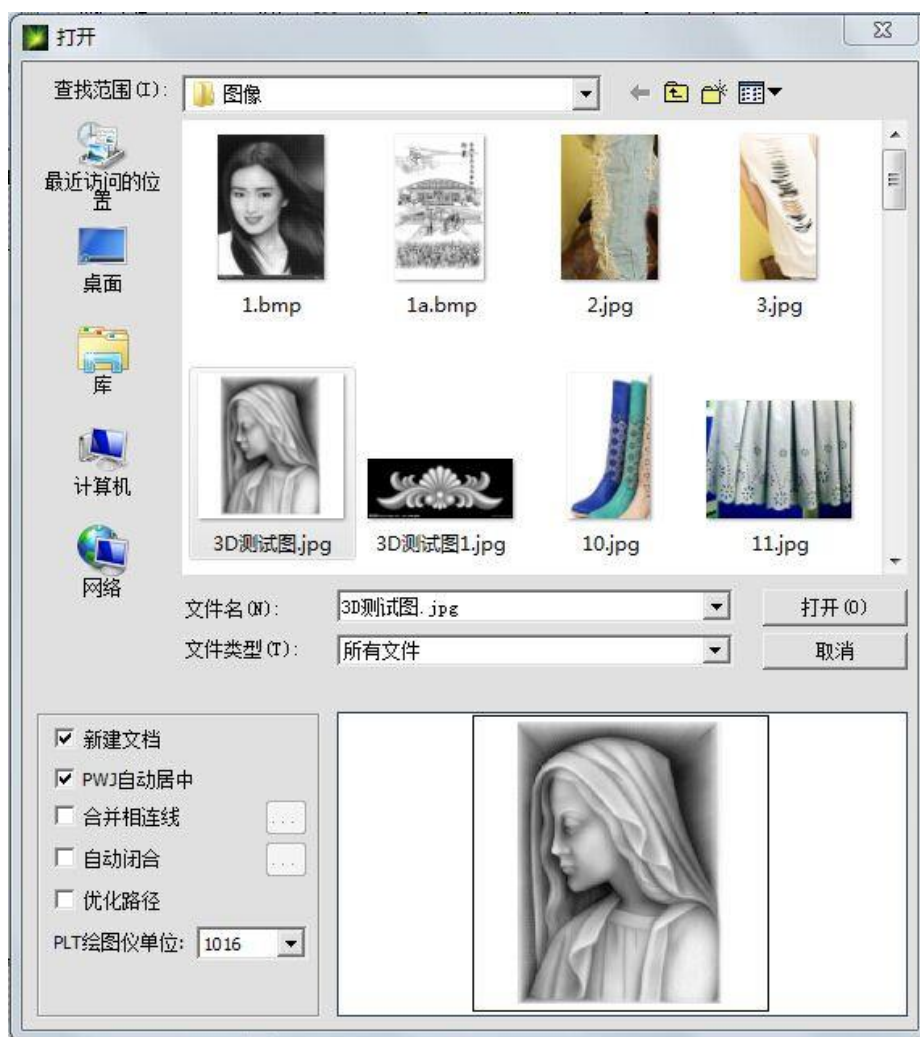 打开
查找范围(I):
图像
最近访问的位
置
桌面
库
计算机
网络
1.bmp
1a.bmp
2.jpg
3.jpg
3D测试图.jpg
3D测试图1.jpg
10.jpg
11.jpg
文件名(N):
3D测试图.jpg
打开(O)
文件类型(T):
所有文件
取消
新建文档
PWJ自动居中
合并相连线
...
自动闭合
...
优化路径
PLT绘图仪单位:
1016